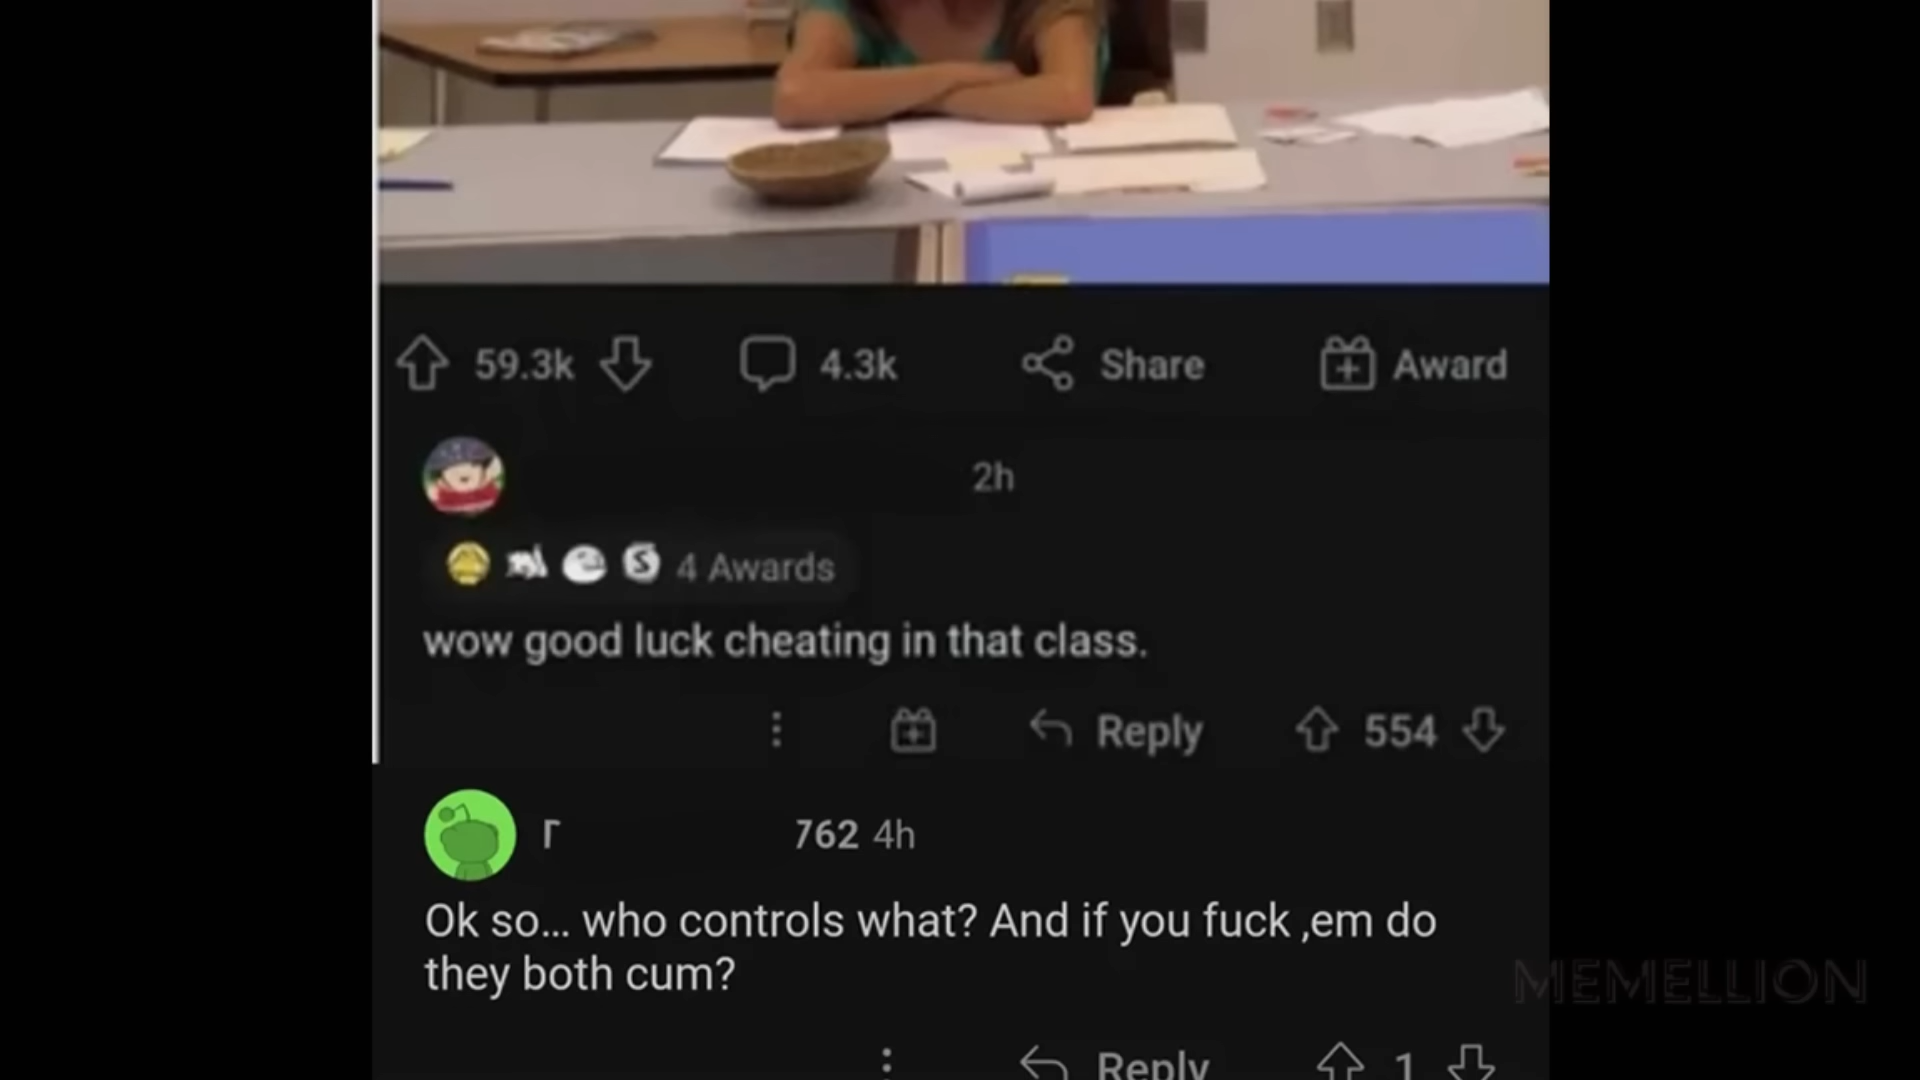 59.3k 4.3k Share Award
2h
4 Awards
wow good luck cheating in that class.
Reply 554
762 4h
Ok so... who controls what? And if you fuck ,em do
they both cum?
MEMELLION
Reply 1